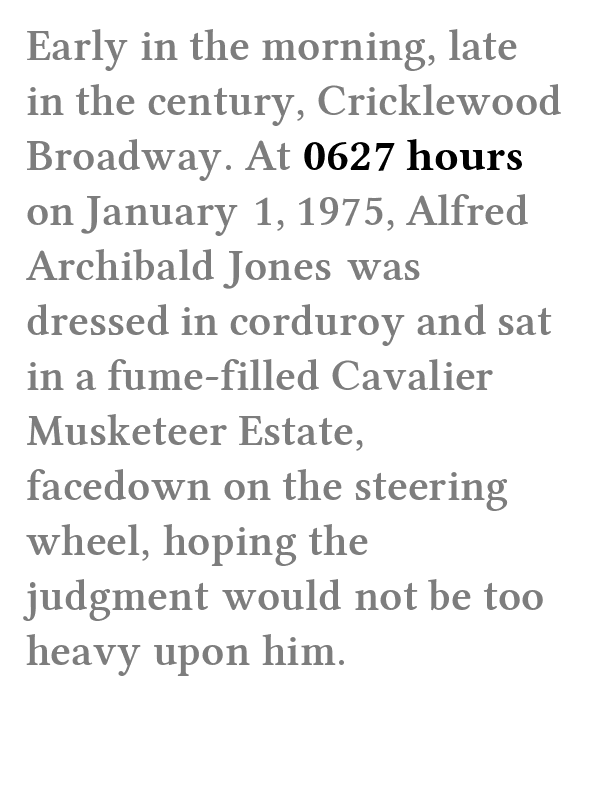 Early in the morning, late
in the century, Cricklewood
Broadway. At 0627 hours
on January 1, 1975, Alfred
Archibald Jones was
dressed in corduroy and sat
in a fume-filled Cavalier
Musketeer Estate,
facedown on the steering
wheel, hoping the
judgment would not be too
heavy upon him.